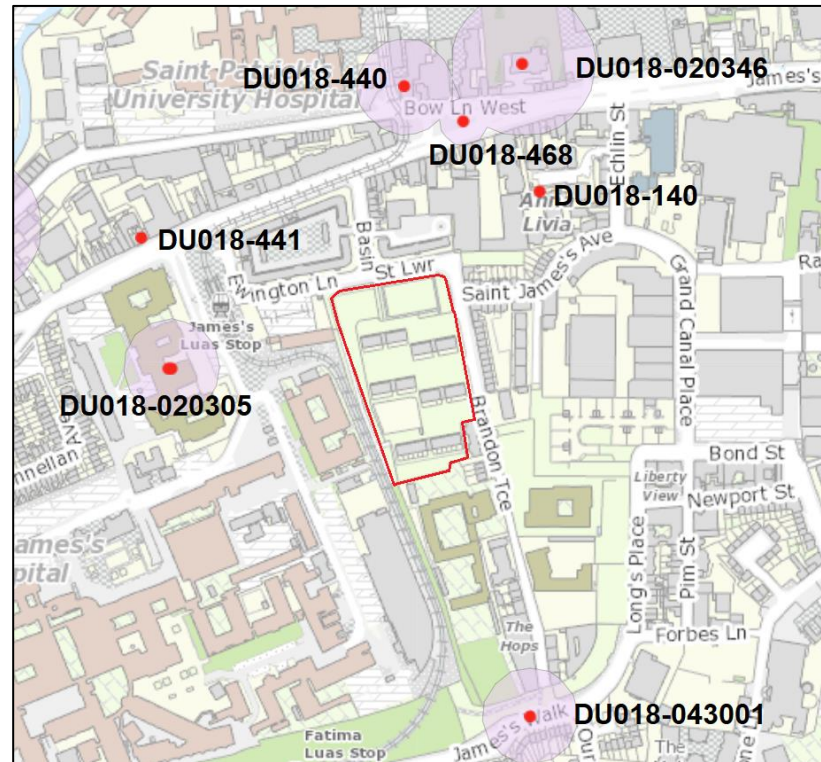 Saint Patrick's
University Hospital
DU018-440
DU018-020346
James's
Bow Ln West
DU018-468
Echlin St
DU018-140
Livia
DU018-441
Basin
St Lwr
Ewington Ln
Saint James's Ave
Grand Canal Place
James's
Luas Stop
DU018-020305
Brandon Tce
Bond St
Liberty
View
Newport St
Long's Place
Pim St
Forbes Ln
The
Hops
DU018-043001
James's Walk
Fatima
Luas Stop
The